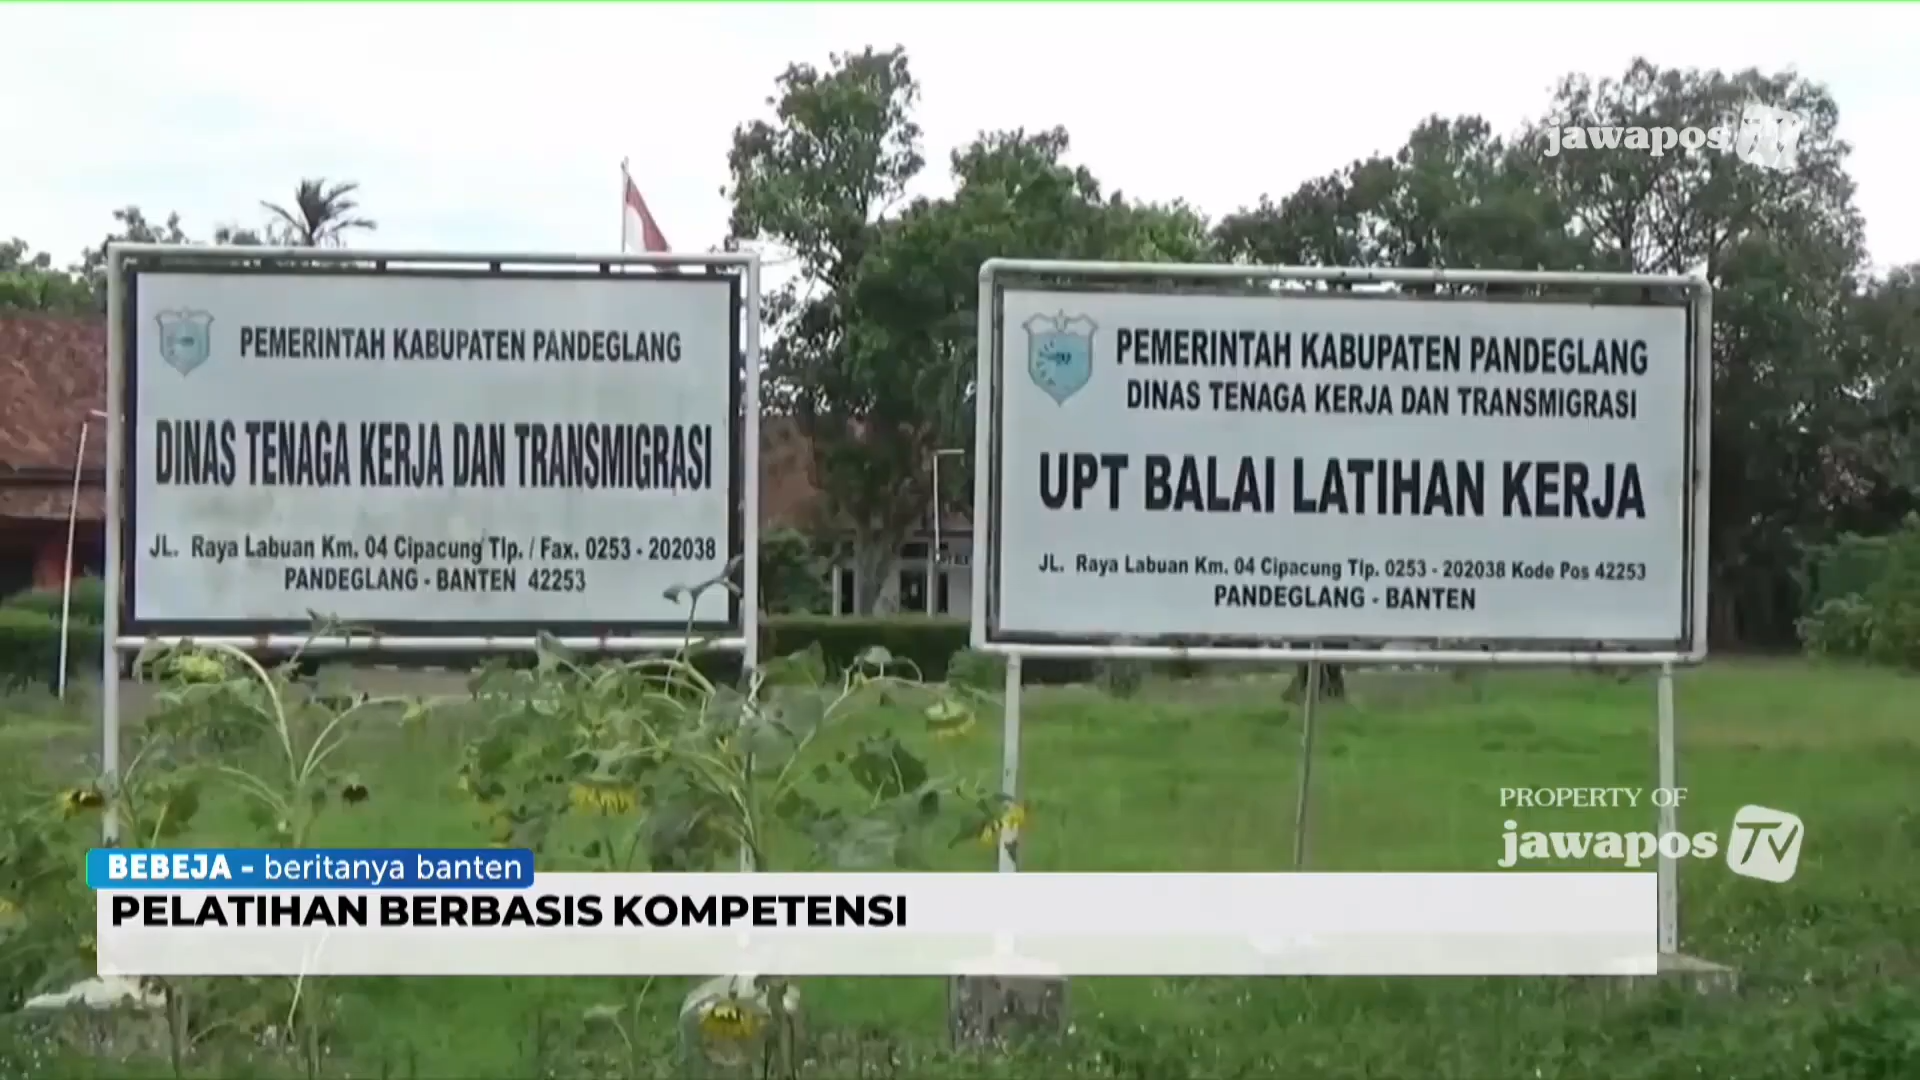 jawapos TV
PEMERINTAH KABUPATEN PANDEGLANG
DINAS TENAGA KERJA DAN TRANSMIGRASI
JL. Raya Labuan Km. 04 Cipacung Tlp. / Fax. 0253 - 202038
PANDEGLANG - BANTEN 42253
PEMERINTAH KABUPATEN PANDEGLANG
DINAS TENAGA KERJA DAN TRANSMIGRASI
UPT BALAI LATIHAN KERJA
JL. Raya Labuan Km. 04 Cipacung Tlp. 0253 - 202038 Kode Pos 42253
PANDEGLANG - BANTEN
PROPERTY OF
jawapos TV
BEBEJA - beritanya banten
PELATIHAN BERBASIS KOMPETENSI